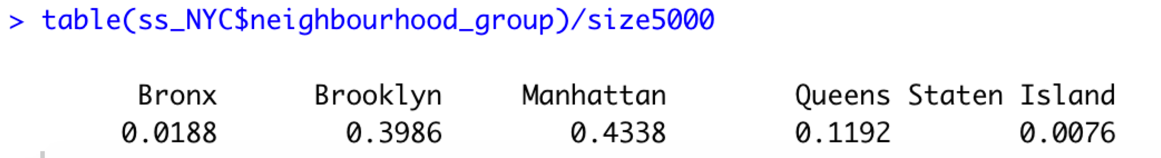 > table(ss_NYC$neighbourhood_group)/size5000
Bronx Brooklyn Manhattan Queens Staten Island
0.0188 0.3986 0.4338 0.1192 0.0076